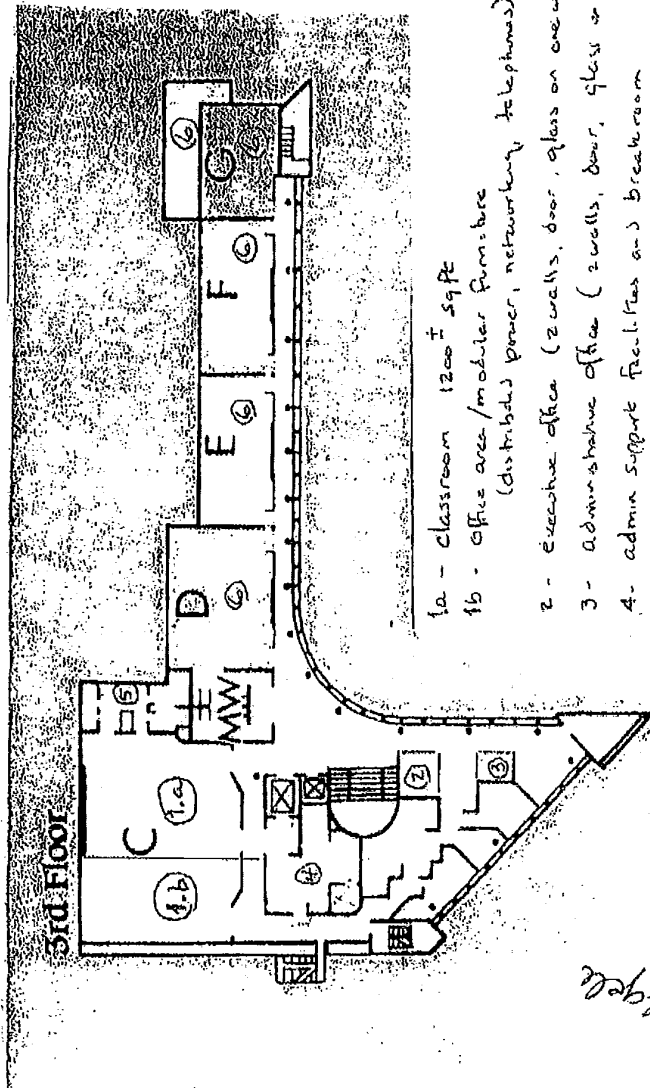 3rd Floor
C
1.b
1.a
5
MW
D
6
E
6
F
6
G
6
6
4
2
3
1a - classroom 1200 ± sqft
1b - office area/modular furniture
(distributed power, networking, telephones)
2 - executive office (2 walls, door, glass on one
3 - administrative office (2 walls, door, glass
4 - admin support facilities and breakroom